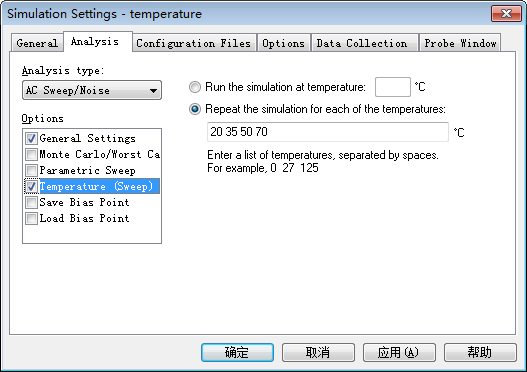 Simulation Settings - temperature
General Analysis Configuration Files Options Data Collection Probe Window
Analysis type:
AC Sweep/Noise
Options
General Settings
Monte Carlo/Worst Ca
Parametric Sweep
Temperature (Sweep)
Save Bias Point
Load Bias Point
Run the simulation at temperature: °C
Repeat the simulation for each of the temperatures:
20 35 50 70 °C
Enter a list of temperatures, separated by spaces.
For example, 0 27 125
确定 取消 应用(A) 帮助